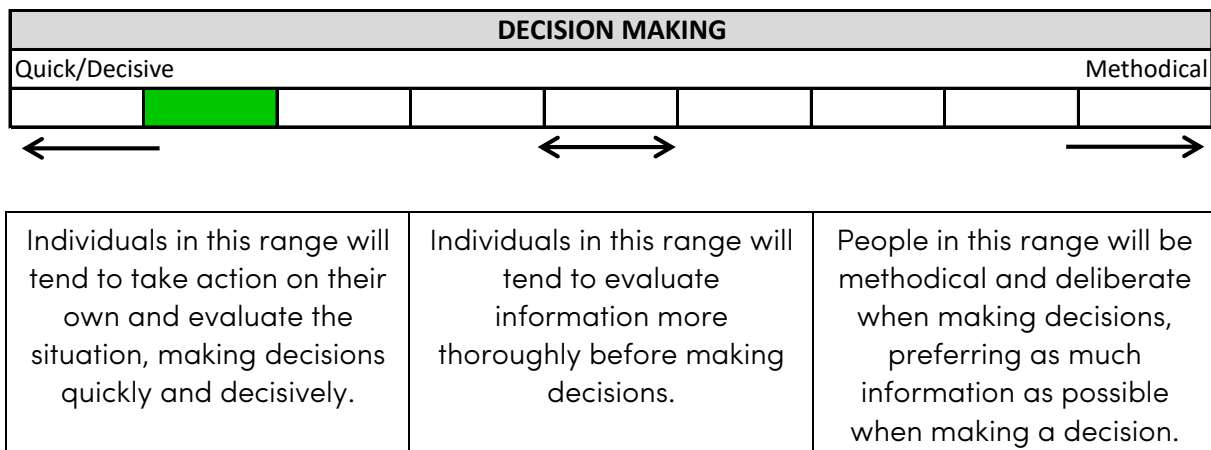 DECISION MAKING
Quick/Decisive
Methodical
Individuals in this range will
tend to take action on their
own and evaluate the
situation, making decisions
quickly and decisively.
Individuals in this range will
tend to evaluate
information more
thoroughly before making
decisions.
People in this range will be
methodical and deliberate
when making decisions,
preferring as much
information as possible
when making a decision.